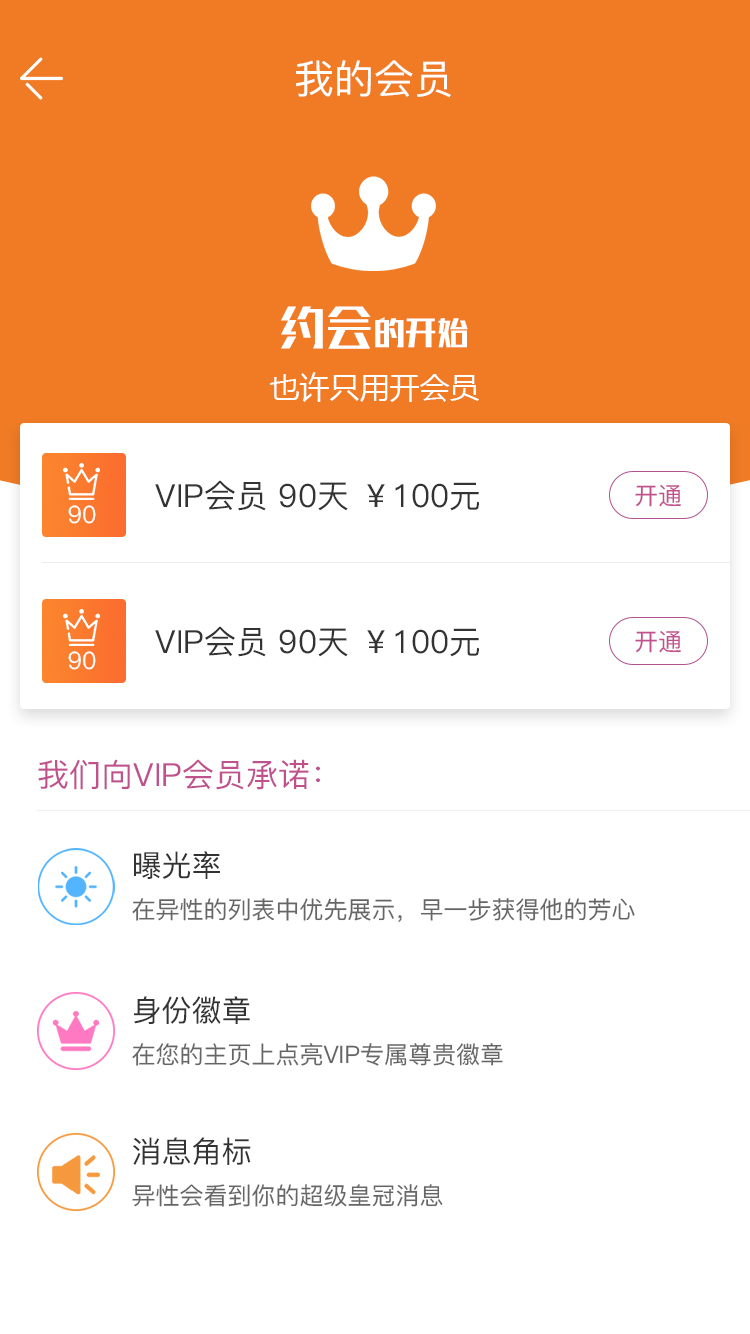 我的会员
约会的开始
也许只用开会员
90
VIP会员 90天 ￥100元
开通
90
VIP会员 90天 ￥100元
开通
我们向VIP会员承诺：
曝光率
在异性的列表中优先展示，早一步获得他的芳心
身份徽章
在您的主页上点亮VIP专属尊贵徽章
消息角标
异性会看到你的超级皇冠消息